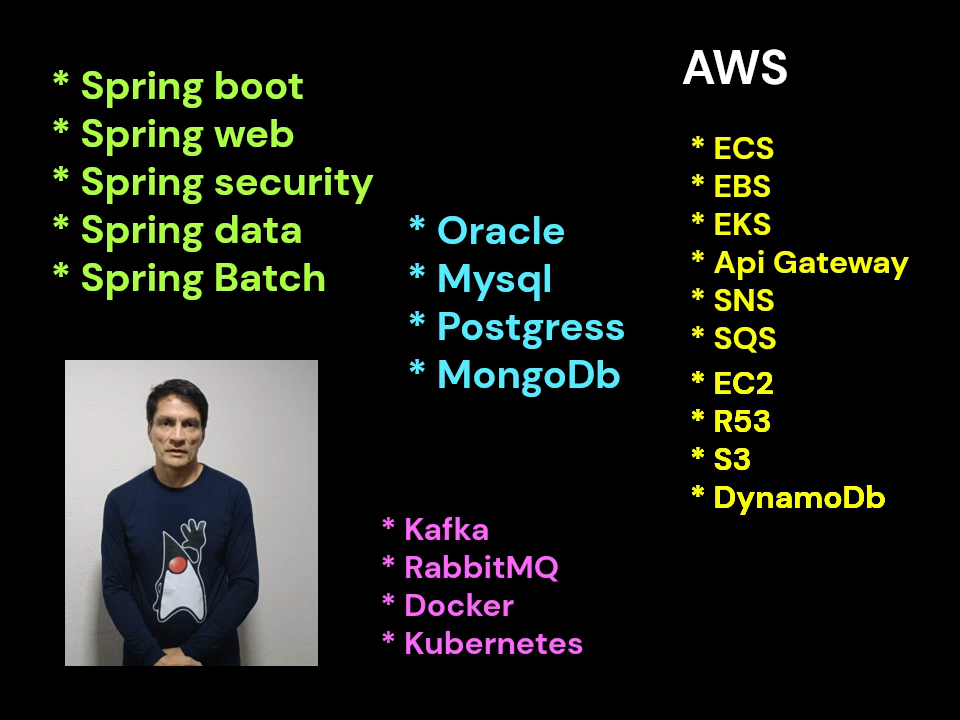 * Spring boot
* Spring web
* Spring security
* Spring data
* Spring Batch
* Oracle
* Mysql
* Postgress
* MongoDb
* Kafka
* RabbitMQ
* Docker
* Kubernetes
AWS
* ECS
* EBS
* EKS
* Api Gateway
* SNS
* SQS
* EC2
* R53
* S3
* DynamoDb